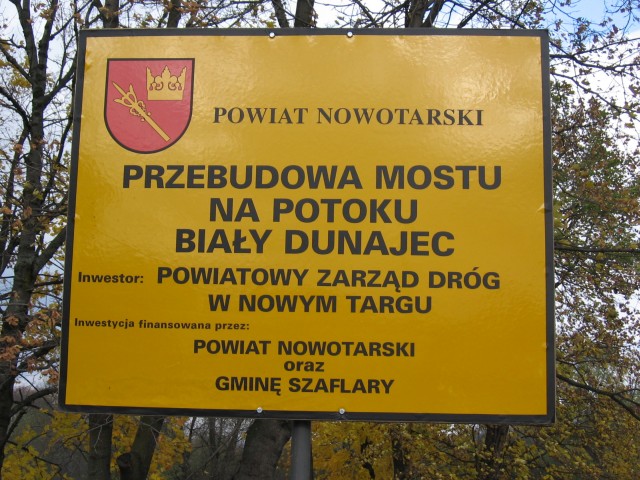 POWIAT NOWOTARSKI
PRZEBUDOWA MOSTU
NA POTOKU
BIAŁY DUNAJEC
Inwestor: POWIATOWY ZARZĄD DRÓG
W NOWYM TARGU
Inwestycja finansowana przez:
POWIAT NOWOTARSKI
oraz
GMINĘ SZAFLARY